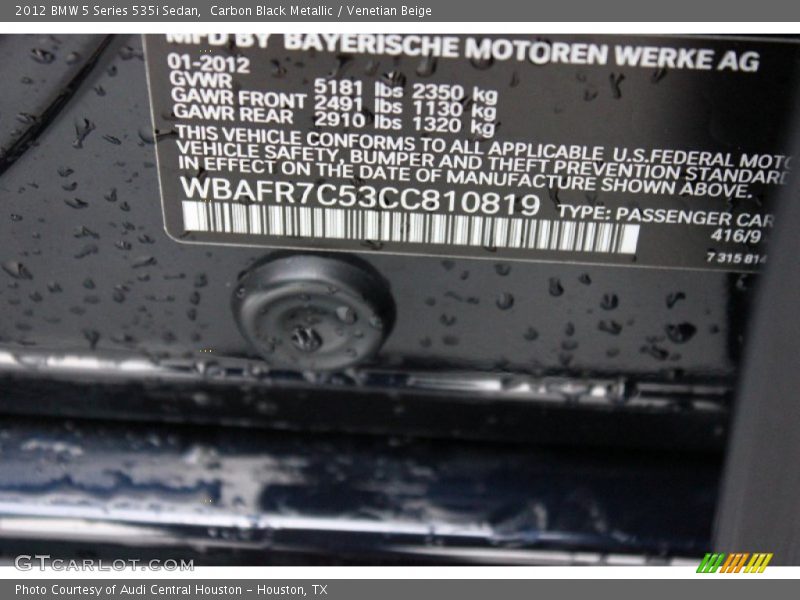 2012 BMW 5 Series 535i Sedan, Carbon Black Metallic / Venetian Beige
MFD BY BAYERISCHE MOTOREN WERKE AG
01-2012
GVWR 5181 lbs 2350 kg
GAWR FRONT 2491 lbs 1130 kg
GAWR REAR 2910 lbs 1320 kg
THIS VEHICLE CONFORMS TO ALL APPLICABLE U.S.FEDERAL MOTO
VEHICLE SAFETY, BUMPER AND THEFT PREVENTION STANDARD
IN EFFECT ON THE DATE OF MANUFACTURE SHOWN ABOVE.
WBAFR7C53CC810819 TYPE: PASSENGER CAR
416/9
7 315 814
GTCARLOT.COM
Photo Courtesy of Audi Central Houston – Houston, TX